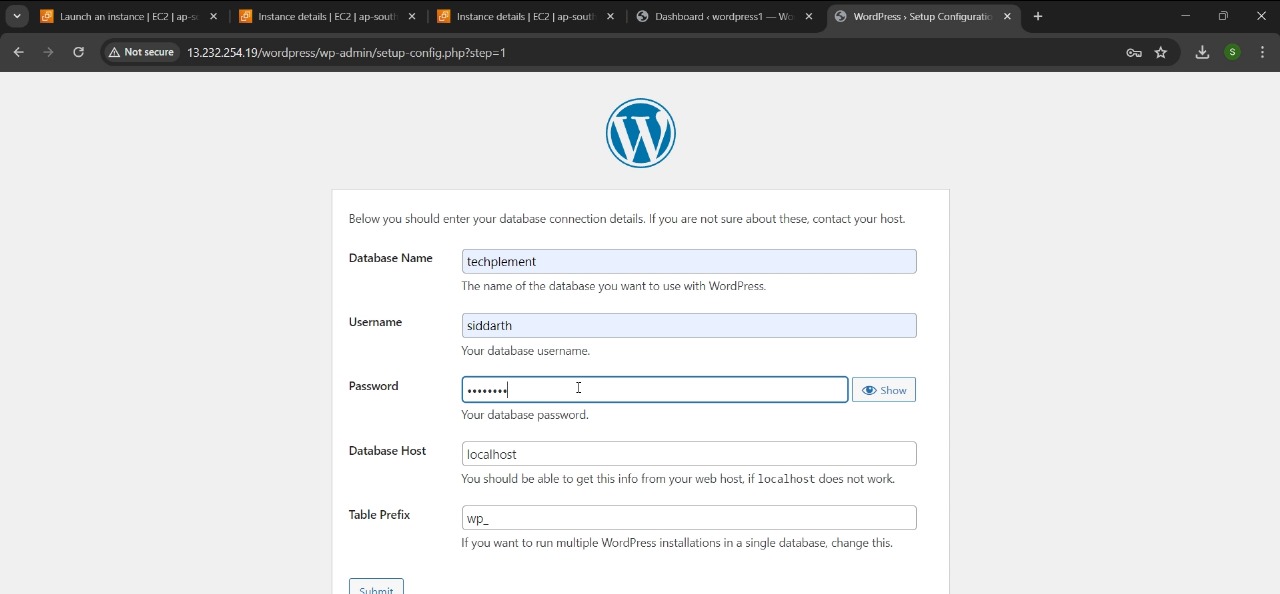 Launch an instance | EC2 | ap-sc
Instance details | EC2 | ap-south
Instance details | EC2 | ap-south
Dashboard ‹ wordpress1 — Wo
WordPress › Setup Configuratio
Not secure
13.232.254.19/wordpress/wp-admin/setup-config.php?step=1
S
W
Below you should enter your database connection details. If you are not sure about these, contact your host.
Database Name
techplement
The name of the database you want to use with WordPress.
Username
siddarth
Your database username.
Password
••••••••
Show
Your database password.
Database Host
localhost
You should be able to get this info from your web host, if localhost does not work.
Table Prefix
wp_
If you want to run multiple WordPress installations in a single database, change this.
Submit